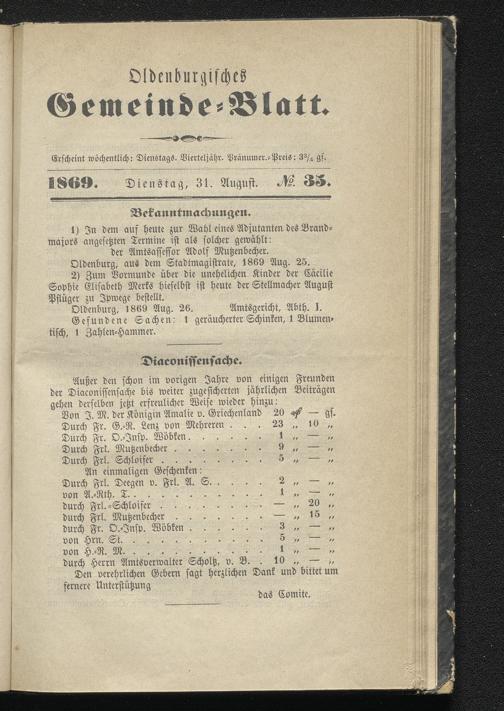 Oldenburgisches
Gemeinde-Blatt.
Erscheint wöchentlich: Dienstags. Vierteljähr. Pränumer.-Preis: 3¾ gs.
1869. Dienstag, 31. August. № 35.
Bekanntmachungen.
1) In dem auf heute zur Wahl eines Adjutanten des Brand-
majors angesetzten Termine ist als solcher gewählt:
der Amtsassessor Adolf Mutzenbecher.
Oldenburg, aus dem Stadtmagistrate, 1869 Aug. 25.
2) Zum Vormunde über die unehelichen Kinder der Cäcilie
Sophie Elisabeth Merks hieselbst ist heute der Stellmacher August
Pflüger zu Ipwege bestellt.
Oldenburg, 1869 Aug. 26. Amtsgericht, Abth. I.
Gefundene Sachen: 1 geräucherter Schinken, 1 Blumen-
tisch, 1 Zahlen-Hammer.
Diaconissensache.
Außer den schon im vorigen Jahre von einigen Freunden
der Diaconissensache bis weiter zugesicherten jährlichen Beiträgen
gehen derselben jetzt erfreulicher Weise wieder hinzu:
Von J. M. der Königin Amalie v. Griechenland 20 ₰ — gs.
Durch Fr. G.-R. Lenz von Mehreren . . . 23 „ 10 „
Durch Fr. O.-Insp. Wöbken . . . . . . 1 „ — „
Durch Frl. Mutzenbecher . . . . . . . 9 „ — „
Durch Frl. Schloifer . . . . . . . . 5 „ — „
An einmaligen Geschenken:
Durch Fr. Deegen v. Frl. A. S. . . . . . 2 „ — „
von A.-Rth. T. . . . . . . . . . . 1 „ — „
durch Frl. Schloifer . . . . . . . . — „ 20 „
durch Frl. Mutzenbecher . . . . . . . — „ 15 „
durch Fr. O.-Insp. Wöbken . . . . . . 3 „ — „
von Hrn. St. . . . . . . . . . . . 5 „ — „
von H.-R. M. . . . . . . . . . . . 1 „ — „
durch Herrn Amtsverwalter Scholtz, v. B. . 10 „ — „
Den verehrlichen Gebern sagt herzlichen Dank und bittet um
fernere Unterstützung
das Comite.